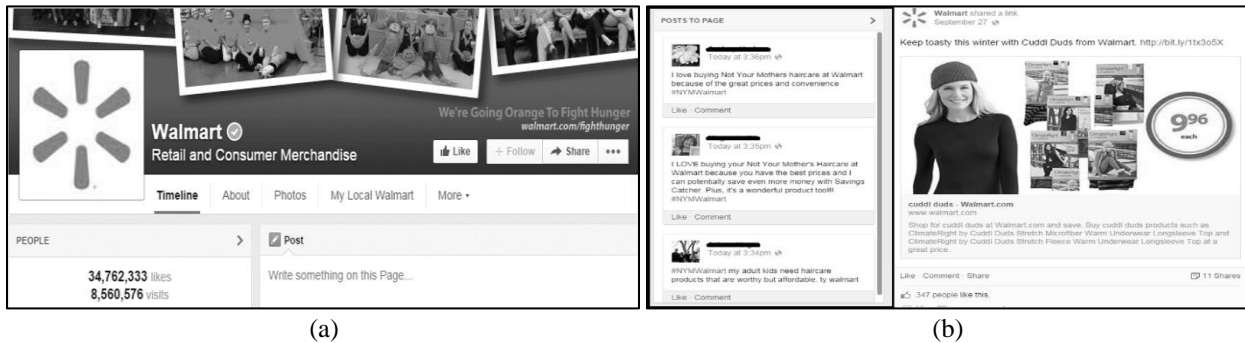 We're Going Orange To Fight Hunger
walmart.com/fighthunger
Walmart
Retail and Consumer Merchandise
Like
+ Follow
Share
Timeline
About
Photos
My Local Walmart
More
PEOPLE
34,762,333 likes
8,560,576 visits
Post
Write something on this Page...
(a)
POSTS TO PAGE
Today at 3:36pm
I love buying Not Your Mothers haircare at Walmart
because of the great prices and convenience
#NYMWalmart
Like · Comment
Today at 3:35pm
I LOVE buying your Not Your Mother's Haircare at
Walmart because you have the best prices and I
can potentially save even more money with Savings
Catcher. Plus, it's a wonderful product too!!!
#NYMWalmart
Like · Comment
Today at 3:34pm
#NYMWalmart my adult kids need haircare
products that are worthy but affordable. ty walmart
Like · Comment
Walmart shared a link.
September 27
Keep toasty this winter with Cuddl Duds from Walmart. http://bit.ly/1tx3o5X
9 96
each
cuddl duds - Walmart.com
www.walmart.com
Shop for cuddl duds at Walmart.com and save. Buy cuddl duds products such as
ClimateRight by Cuddl Duds Stretch Microfiber Warm Underwear Longsleeve Top and
ClimateRight by Cuddl Duds Stretch Fleece Warm Underwear Longsleeve Top at a
great price.
Like · Comment · Share
11 Shares
347 people like this.
(b)